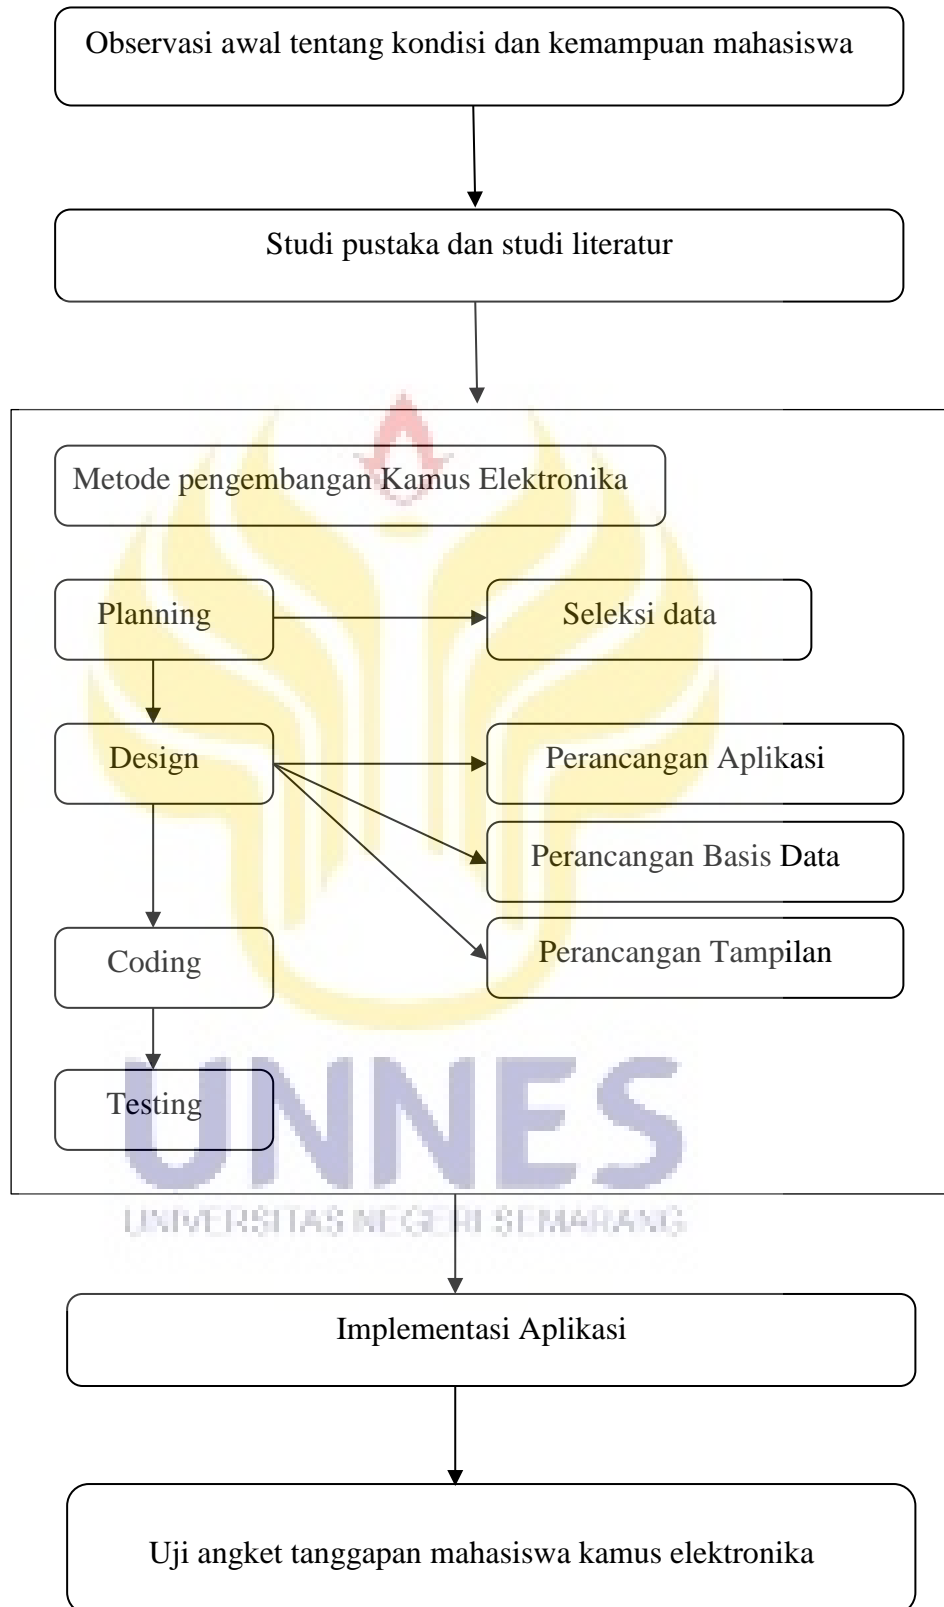 Observasi awal tentang kondisi dan kemampuan mahasiswa
Studi pustaka dan studi literatur
Metode pengembangan Kamus Elektronika
Planning
Seleksi data
Design
Perancangan Aplikasi
Perancangan Basis Data
Perancangan Tampilan
Coding
Testing
UNNES
UNIVERSITAS NEGERI SEMARANG
Implementasi Aplikasi
Uji angket tanggapan mahasiswa kamus elektronika